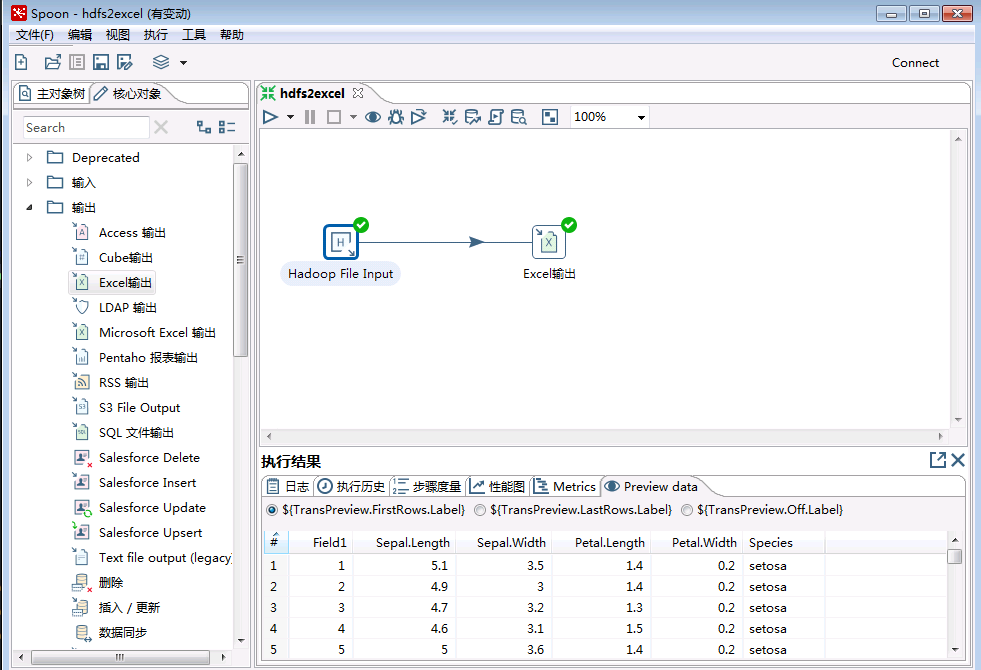 Spoon - hdfs2excel (有变动)
文件(F) 编辑 视图 执行 工具 帮助
Connect
主对象树 核心对象
Search
Deprecated
输入
输出
Access 输出
Cube输出
Excel输出
LDAP 输出
Microsoft Excel 输出
Pentaho 报表输出
RSS 输出
S3 File Output
SQL 文件输出
Salesforce Delete
Salesforce Insert
Salesforce Update
Salesforce Upsert
Text file output (legacy)
删除
插入 / 更新
数据同步
hdfs2excel
100%
Hadoop File Input
Excel输出
执行结果
日志 执行历史 步骤度量 性能图 Metrics Preview data
${TransPreview.FirstRows.Label} ${TransPreview.LastRows.Label} ${TransPreview.Off.Label}
# Field1 Sepal.Length Sepal.Width Petal.Length Petal.Width Species
1 1 5.1 3.5 1.4 0.2 setosa
2 2 4.9 3 1.4 0.2 setosa
3 3 4.7 3.2 1.3 0.2 setosa
4 4 4.6 3.1 1.5 0.2 setosa
5 5 5 3.6 1.4 0.2 setosa